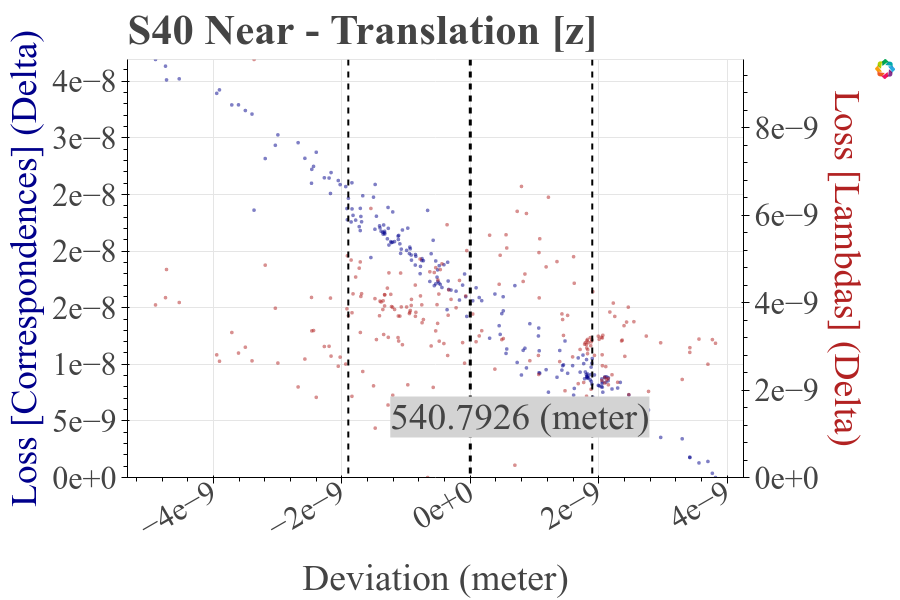 S40 Near - Translation [z]
Loss [Correspondences] (Delta)
4e−8
3e−8
2e−8
2e−8
2e−8
1e−8
5e−9
0e+0
8e−9
6e−9
4e−9
2e−9
0e+0
Loss [Lambdas] (Delta)
540.7926 (meter)
−4e−9
−2e−9
0e+0
2e−9
4e−9
Deviation (meter)